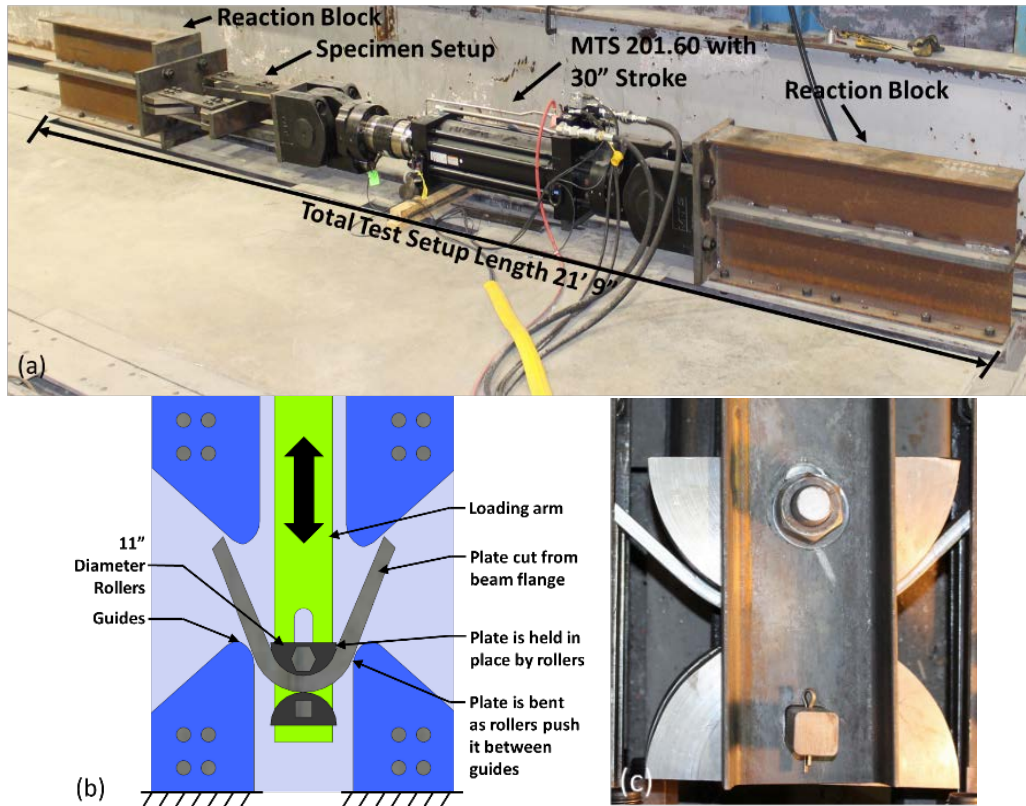 Reaction Block
Specimen Setup
MTS 201.60 with
30” Stroke
Reaction Block
Total Test Setup Length 21’ 9”
(a)
11”
Diameter
Rollers
Guides
Loading arm
Plate cut from
beam flange
Plate is held in
place by rollers
Plate is bent
as rollers push
it between
guides
(b)
(c)